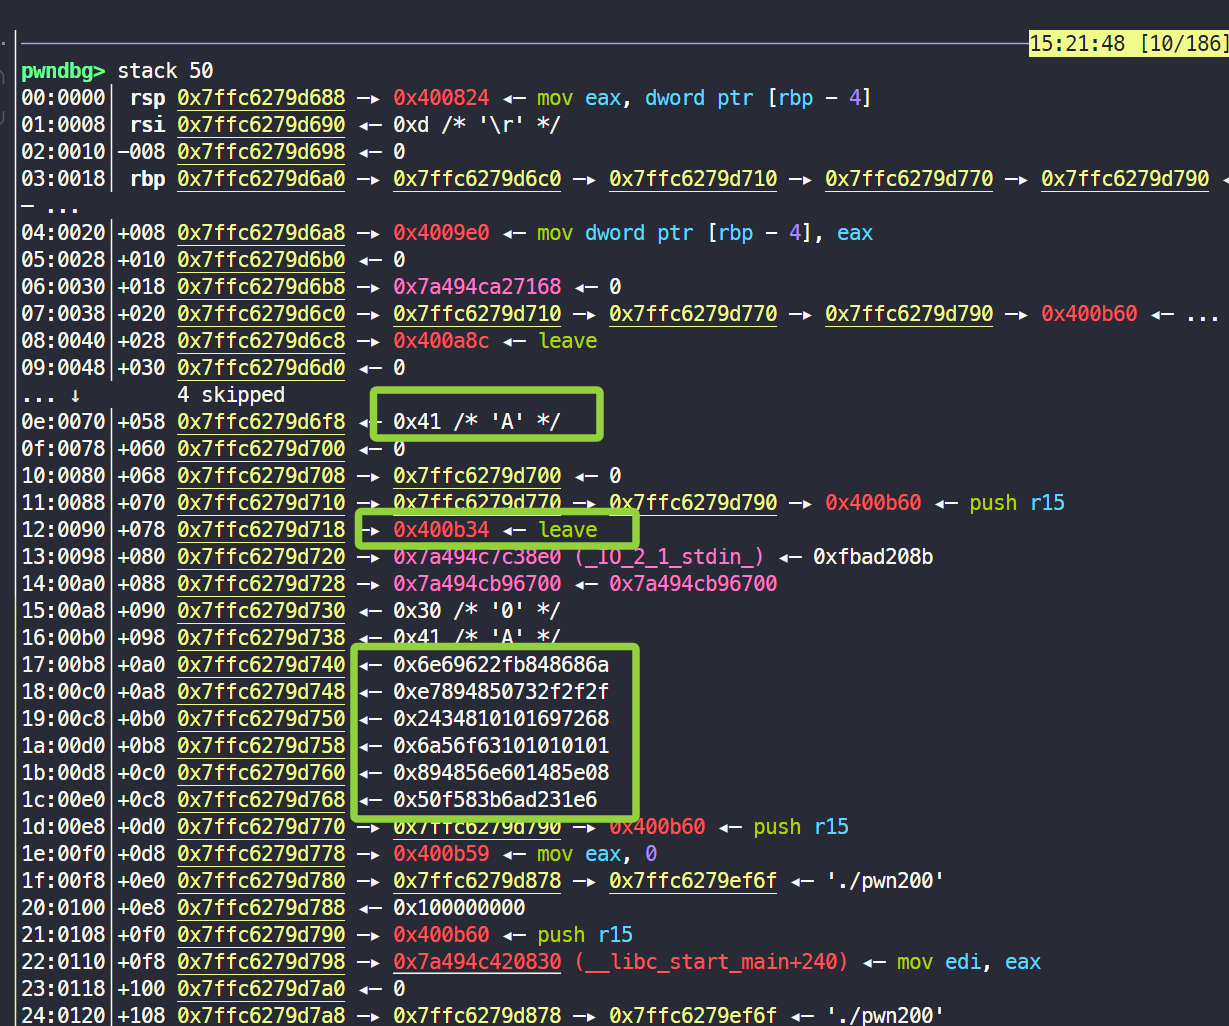 15:21:48 [10/186]
pwndbg> stack 50
00:0000│ rsp 0x7ffc6279d688 —▸ 0x400824 ◂— mov eax, dword ptr [rbp - 4]
01:0008│ rsi 0x7ffc6279d690 ◂— 0xd /* '\r' */
02:0010│-008 0x7ffc6279d698 ◂— 0
03:0018│ rbp 0x7ffc6279d6a0 —▸ 0x7ffc6279d6c0 —▸ 0x7ffc6279d710 —▸ 0x7ffc6279d770 —▸ 0x7ffc6279d790 ◂
— ...
04:0020│+008 0x7ffc6279d6a8 —▸ 0x4009e0 ◂— mov dword ptr [rbp - 4], eax
05:0028│+010 0x7ffc6279d6b0 ◂— 0
06:0030│+018 0x7ffc6279d6b8 —▸ 0x7a494ca27168 ◂— 0
07:0038│+020 0x7ffc6279d6c0 —▸ 0x7ffc6279d710 —▸ 0x7ffc6279d770 —▸ 0x7ffc6279d790 —▸ 0x400b60 ◂— ...
08:0040│+028 0x7ffc6279d6c8 —▸ 0x400a8c ◂— leave
09:0048│+030 0x7ffc6279d6d0 ◂— 0
... ↓ 4 skipped
0e:0070│+058 0x7ffc6279d6f8 ◂— 0x41 /* 'A' */
0f:0078│+060 0x7ffc6279d700 ◂— 0
10:0080│+068 0x7ffc6279d708 —▸ 0x7ffc6279d700 ◂— 0
11:0088│+070 0x7ffc6279d710 —▸ 0x7ffc6279d770 —▸ 0x7ffc6279d790 —▸ 0x400b60 ◂— push r15
12:0090│+078 0x7ffc6279d718 —▸ 0x400b34 ◂— leave
13:0098│+080 0x7ffc6279d720 —▸ 0x7a494c7c38e0 (_IO_2_1_stdin_) ◂— 0xfbad208b
14:00a0│+088 0x7ffc6279d728 —▸ 0x7a494cb96700 ◂— 0x7a494cb96700
15:00a8│+090 0x7ffc6279d730 ◂— 0x30 /* '0' */
16:00b0│+098 0x7ffc6279d738 ◂— 0x41 /* 'A' */
17:00b8│+0a0 0x7ffc6279d740 ◂— 0x6e69622fb848686a
18:00c0│+0a8 0x7ffc6279d748 ◂— 0xe7894850732f2f2f
19:00c8│+0b0 0x7ffc6279d750 ◂— 0x2434810101697268
1a:00d0│+0b8 0x7ffc6279d758 ◂— 0x6a56f63101010101
1b:00d8│+0c0 0x7ffc6279d760 ◂— 0x894856e601485e08
1c:00e0│+0c8 0x7ffc6279d768 ◂— 0x50f583b6ad231e6
1d:00e8│+0d0 0x7ffc6279d770 —▸ 0x7ffc6279d790 —▸ 0x400b60 ◂— push r15
1e:00f0│+0d8 0x7ffc6279d778 —▸ 0x400b59 ◂— mov eax, 0
1f:00f8│+0e0 0x7ffc6279d780 —▸ 0x7ffc6279d878 —▸ 0x7ffc6279ef6f ◂— './pwn200'
20:0100│+0e8 0x7ffc6279d788 ◂— 0x100000000
21:0108│+0f0 0x7ffc6279d790 —▸ 0x400b60 ◂— push r15
22:0110│+0f8 0x7ffc6279d798 —▸ 0x7a494c420830 (__libc_start_main+240) ◂— mov edi, eax
23:0118│+100 0x7ffc6279d7a0 ◂— 0
24:0120│+108 0x7ffc6279d7a8 —▸ 0x7ffc6279d878 —▸ 0x7ffc6279ef6f ◂— './pwn200'